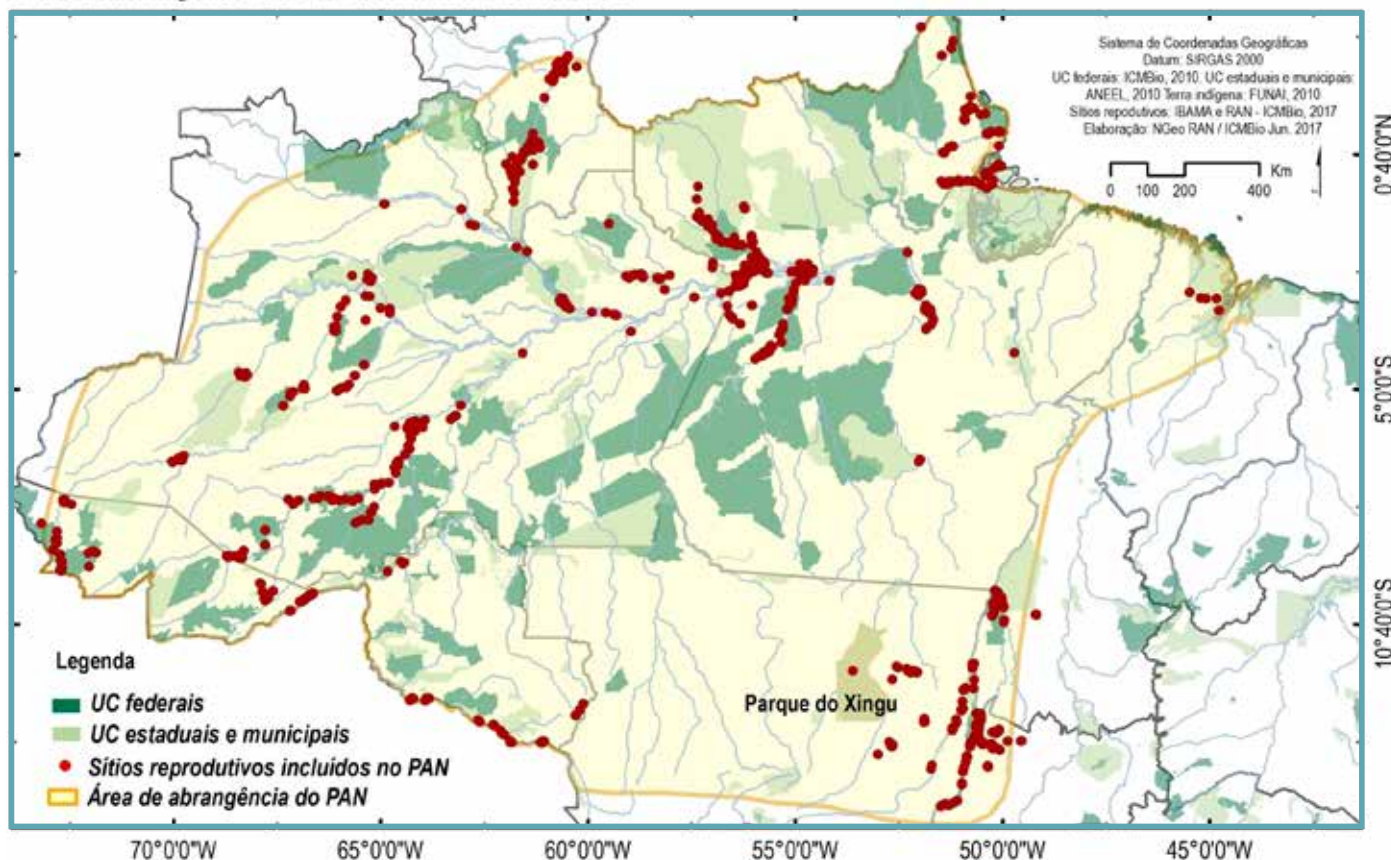 Sistema de Coordenadas Geográficas
Datum: SIRGAS 2000
UC federais: ICMBio, 2010. UC estaduais e municipais:
ANEEL, 2010 Terra indígena: FUNAI, 2010
Sítios repodutivos: IBAMA e RAN - ICMBio, 2017
Elaboração: NGeo RAN / ICMBio Jun. 2017
0 100 200 400 Km
0°40'0"N
5°0'0"S
10°40'0"S
Parque do Xingu
Legenda
UC federais
UC estaduais e municipais
Sítios reprodutivos incluidos no PAN
Área de abrangência do PAN
70°0'0"W 65°0'0"W 60°0'0"W 55°0'0"W 50°0'0"W 45°0'0"W